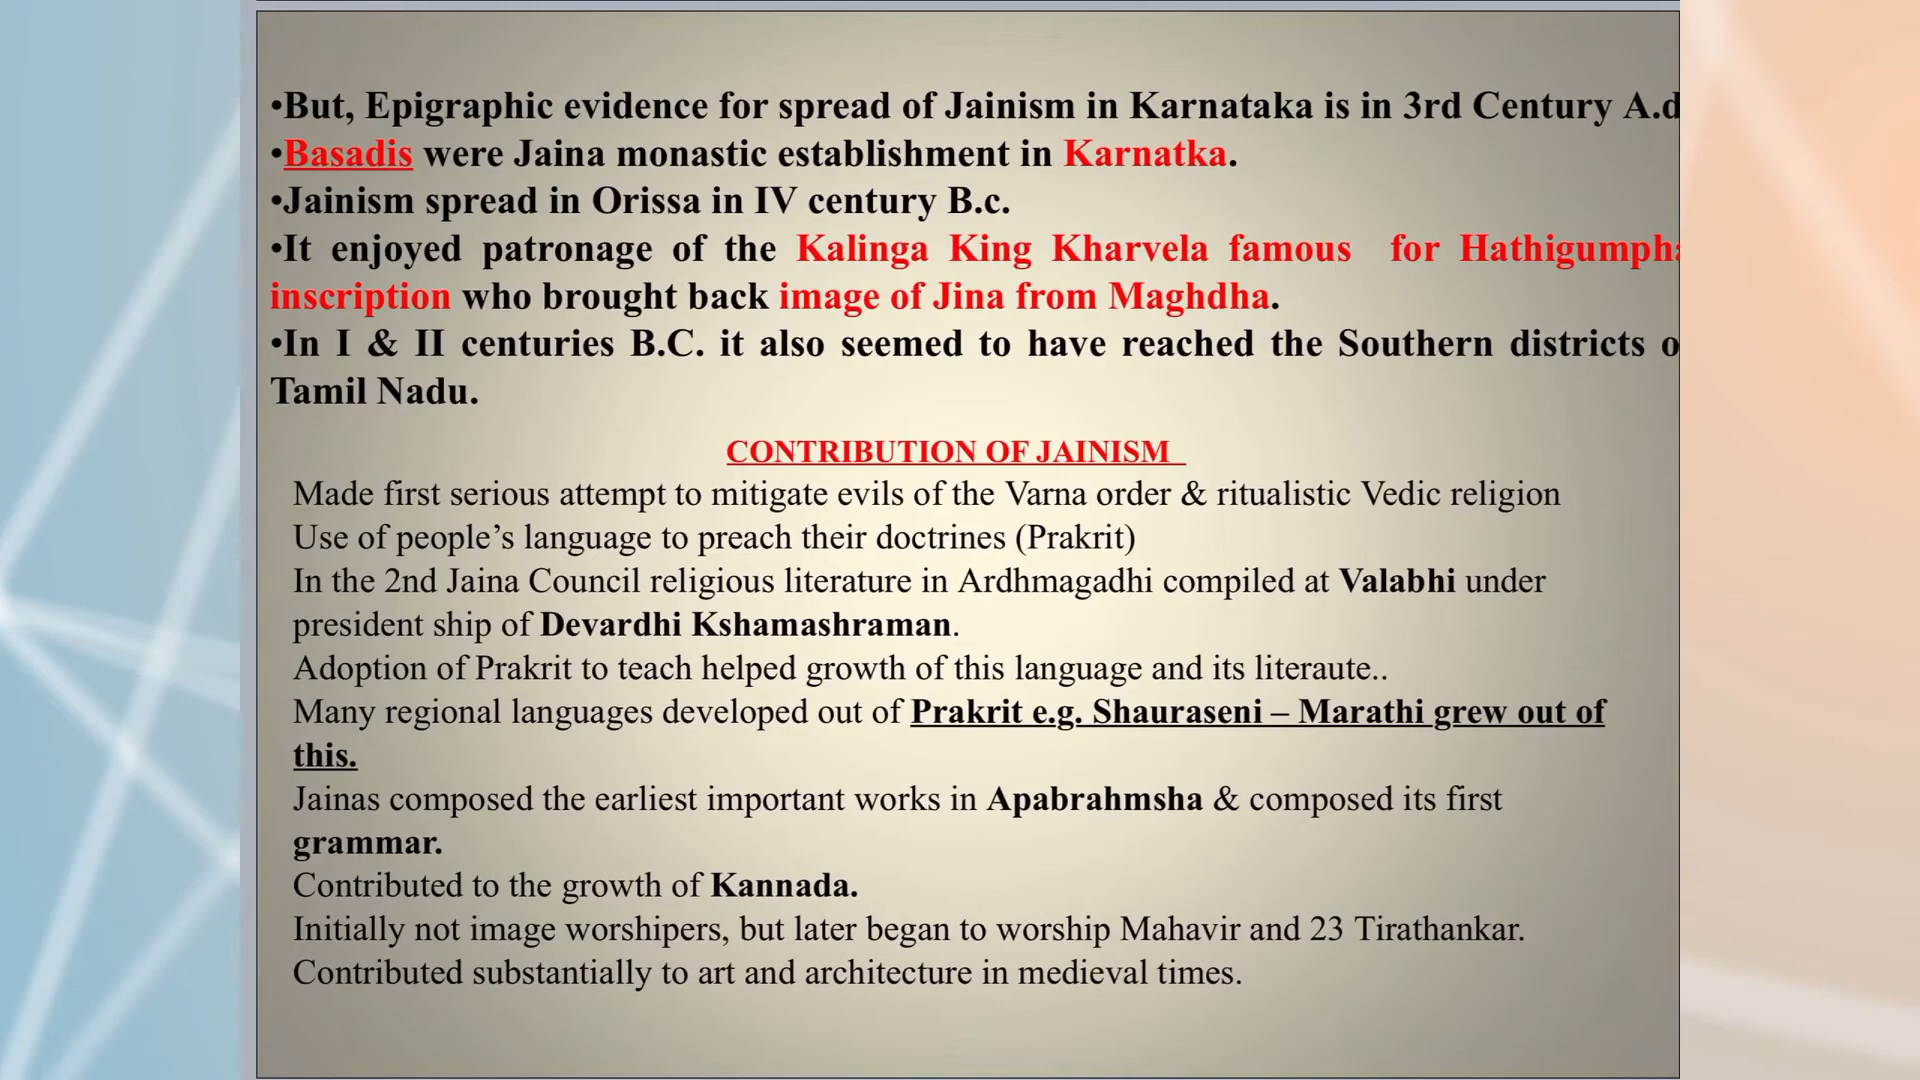 •But, Epigraphic evidence for spread of Jainism in Karnataka is in 3rd Century A.d
•Basadis were Jaina monastic establishment in Karnatka.
•Jainism spread in Orissa in IV century B.c.
•It enjoyed patronage of the Kalinga King Kharvela famous for Hathigumpha
inscription who brought back image of Jina from Maghdha.
•In I & II centuries B.C. it also seemed to have reached the Southern districts o
Tamil Nadu.
CONTRIBUTION OF JAINISM
Made first serious attempt to mitigate evils of the Varna order & ritualistic Vedic religion
Use of people’s language to preach their doctrines (Prakrit)
In the 2nd Jaina Council religious literature in Ardhmagadhi compiled at Valabhi under
president ship of Devardhi Kshamashraman.
Adoption of Prakrit to teach helped growth of this language and its literaute..
Many regional languages developed out of Prakrit e.g. Shauraseni – Marathi grew out of
this.
Jainas composed the earliest important works in Apabrahmsha & composed its first
grammar.
Contributed to the growth of Kannada.
Initially not image worshipers, but later began to worship Mahavir and 23 Tirathankar.
Contributed substantially to art and architecture in medieval times.